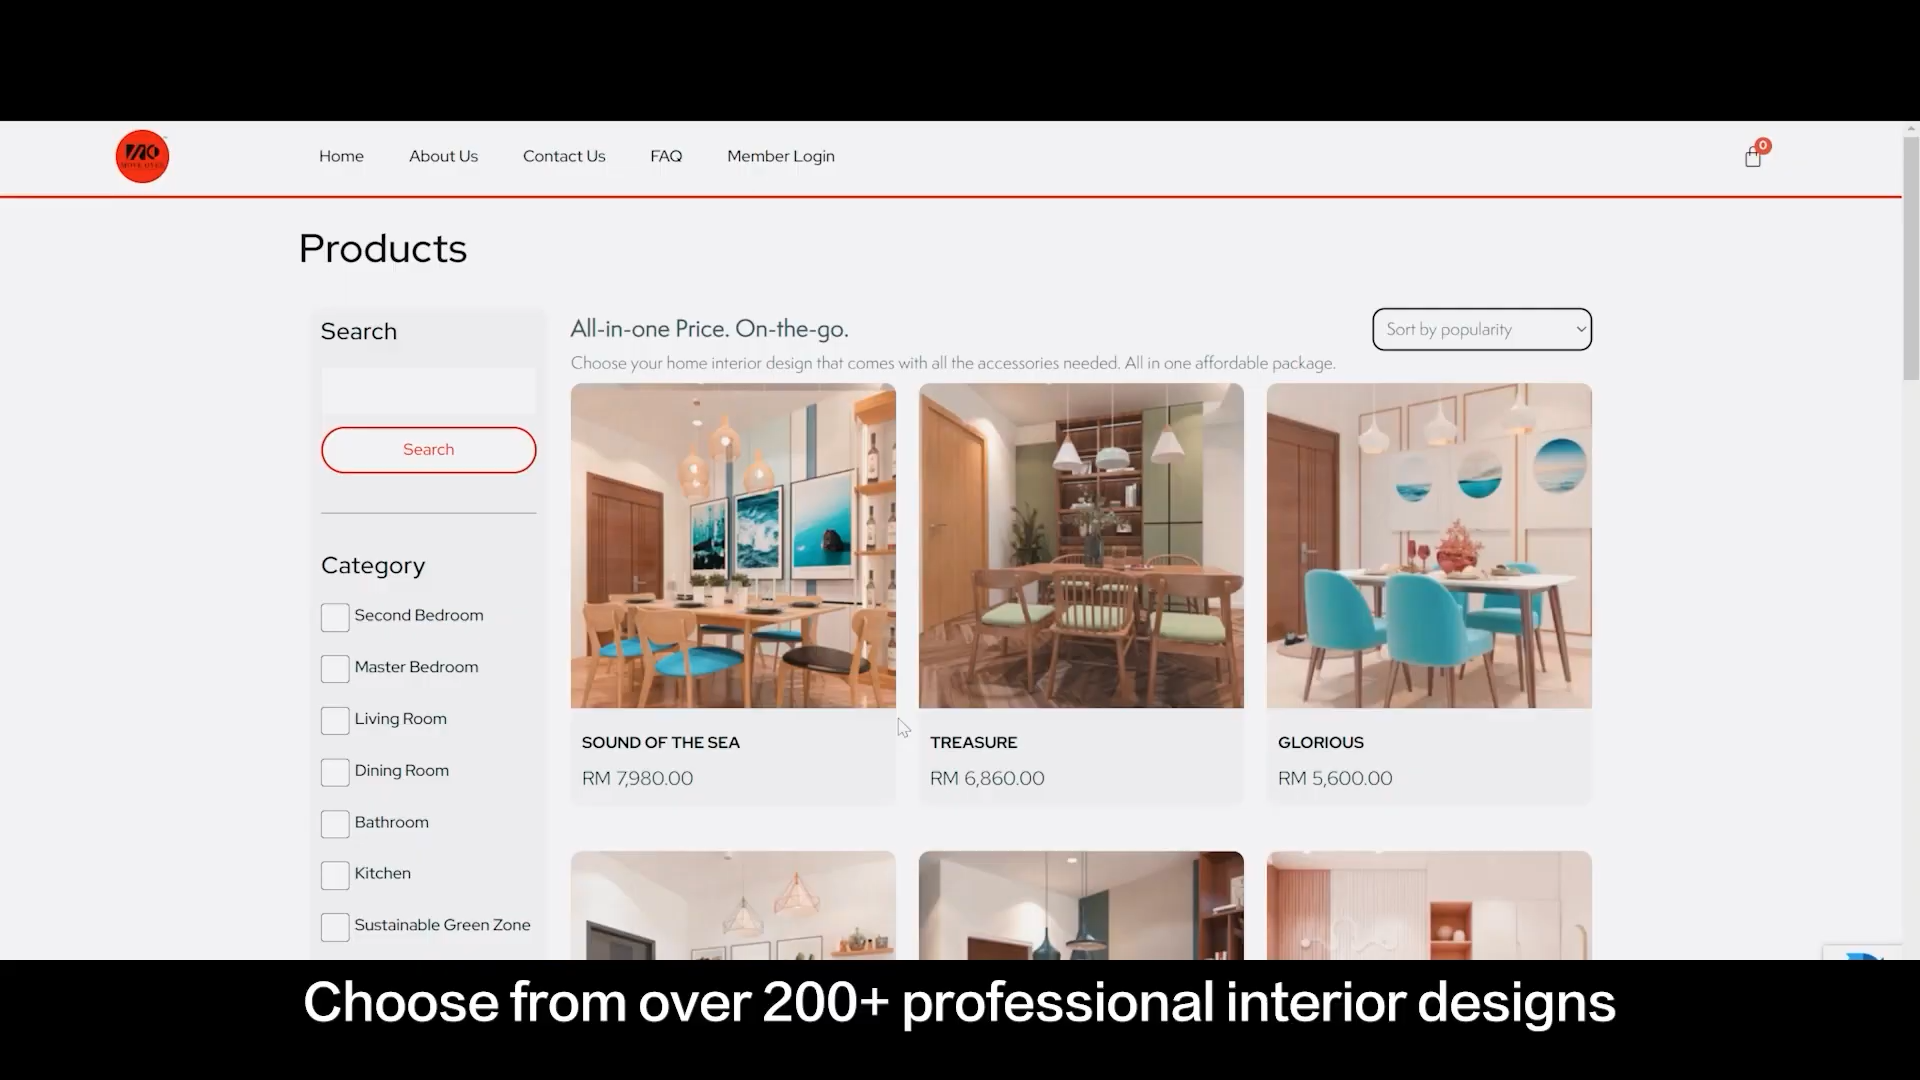 MOVE OVEN
Home
About Us
Contact Us
FAQ
Member Login
0
Products
Search
All-in-one Price. On-the-go.
Sort by popularity
Choose your home interior design that comes with all the accessories needed. All in one affordable package.
Search
Category
Second Bedroom
Master Bedroom
Living Room
Dining Room
Bathroom
Kitchen
Sustainable Green Zone
SOUND OF THE SEA
RM 7,980.00
TREASURE
RM 6,860.00
GLORIOUS
RM 5,600.00
Choose from over 200+ professional interior designs